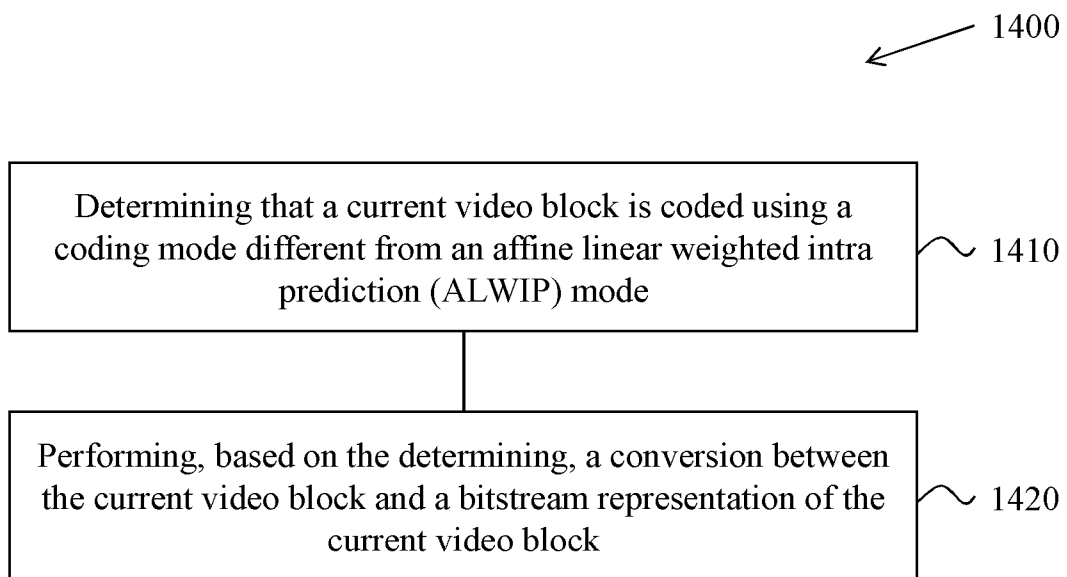 1400
Determining that a current video block is coded using a
coding mode different from an affine linear weighted intra
prediction (ALWIP) mode
1410
Performing, based on the determining, a conversion between
the current video block and a bitstream representation of the
current video block
1420